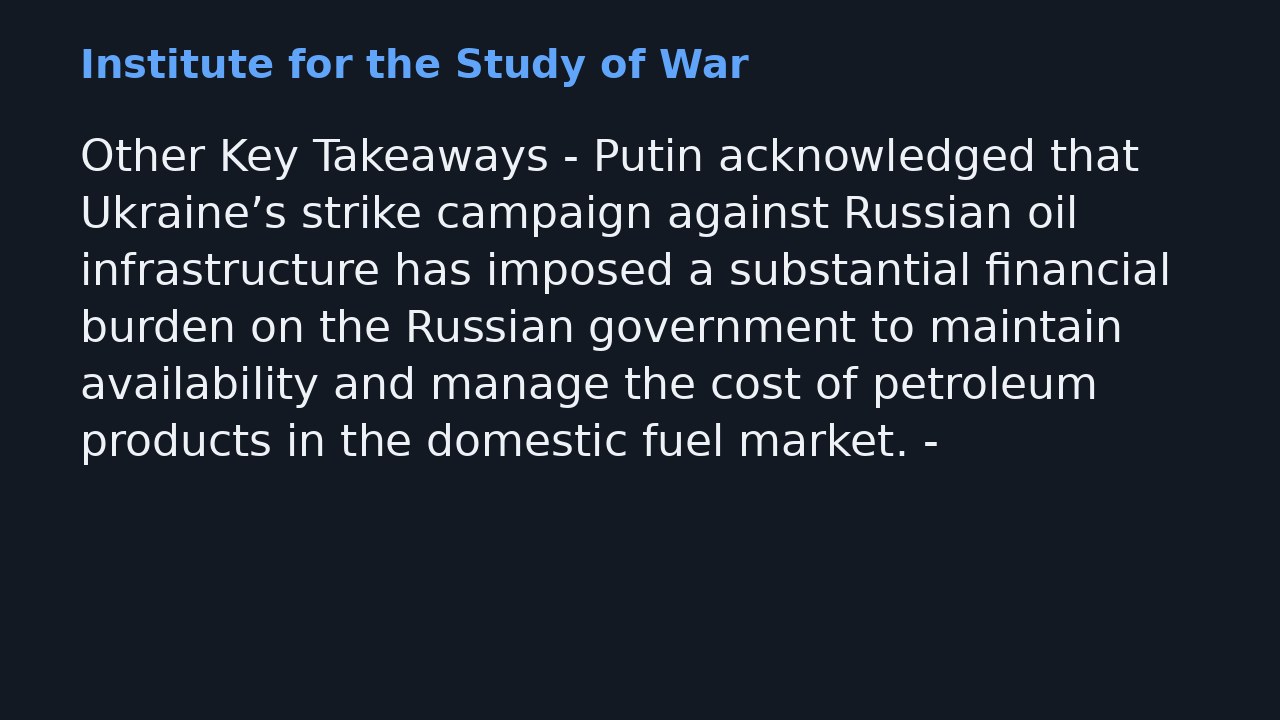 Institute for the Study of War
Other Key Takeaways - Putin acknowledged that
Ukraine’s strike campaign against Russian oil
infrastructure has imposed a substantial financial
burden on the Russian government to maintain
availability and manage the cost of petroleum
products in the domestic fuel market. -